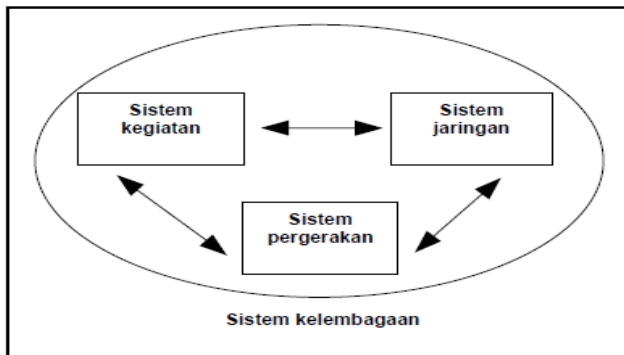 Sistem
kegiatan
Sistem
jaringan
Sistem
pergerakan
Sistem kelembagaan